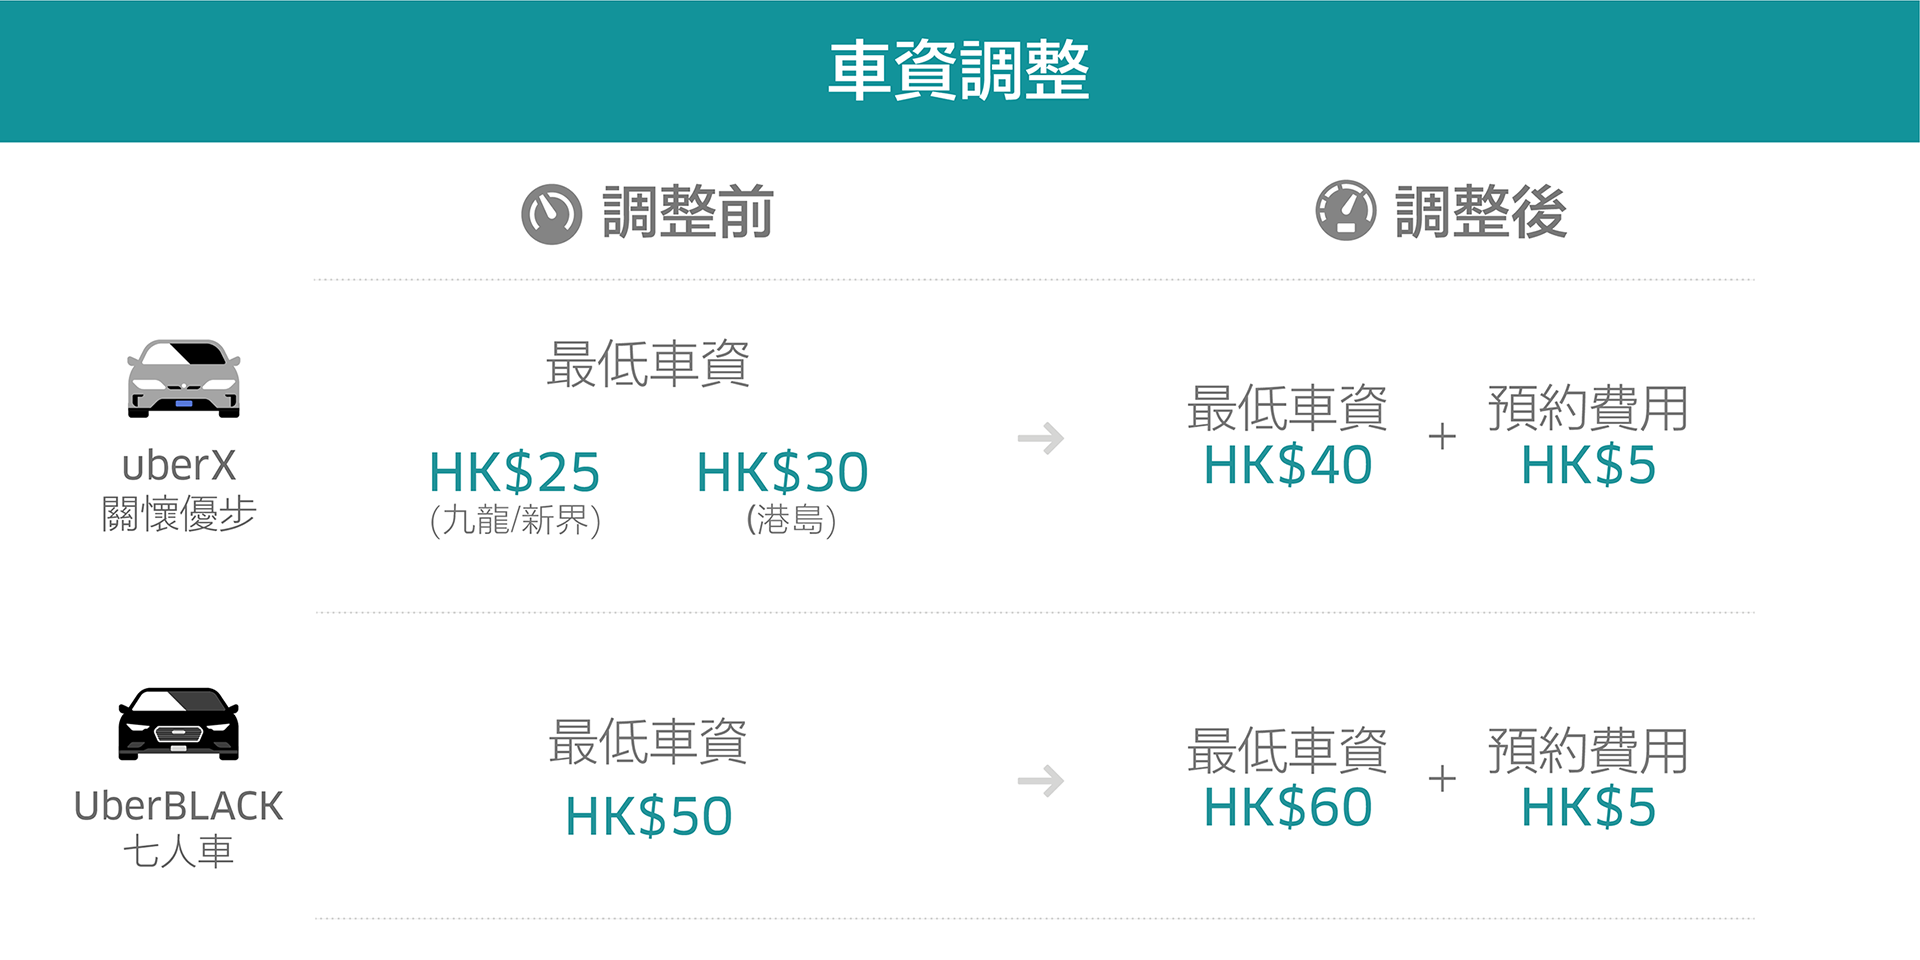 車資調整
調整前
調整後
uberX
關懷優步
最低車資
HK$25
(九龍/新界)
HK$30
(港島)
→
最低車資
HK$40
+
預約費用
HK$5
UberBLACK
七人車
最低車資
HK$50
→
最低車資
HK$60
+
預約費用
HK$5